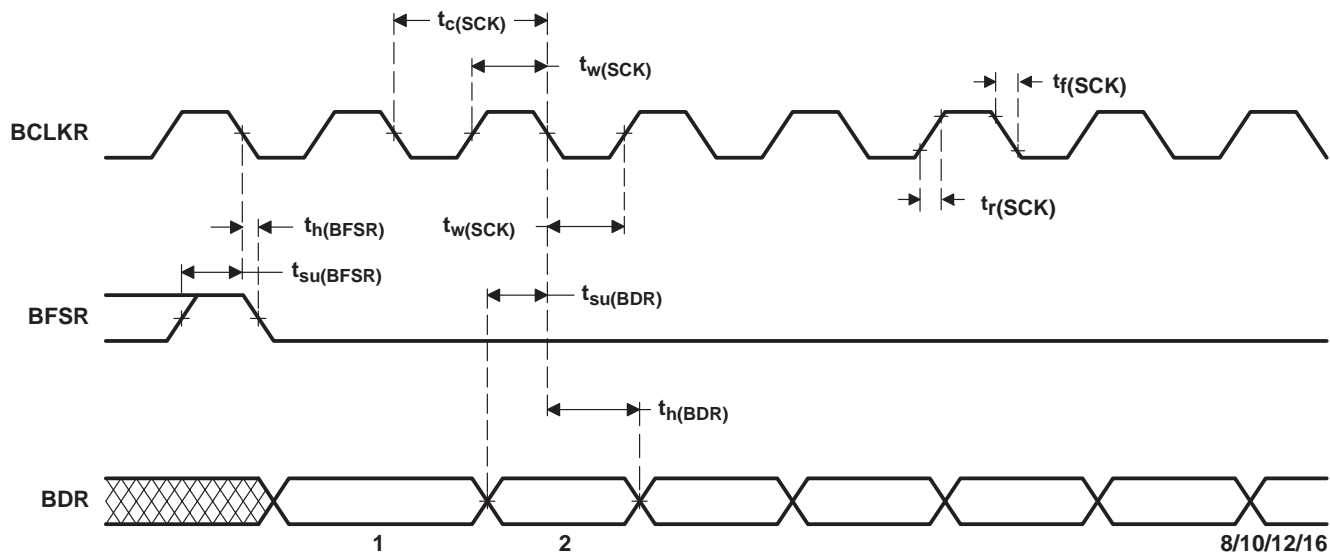 tc(SCK)
tw(SCK)
tf(SCK)
BCLKR
tr(SCK)
th(BFSR)
tw(SCK)
tsu(BFSR)
tsu(BDR)
BFSR
th(BDR)
BDR
1 2 8/10/12/16